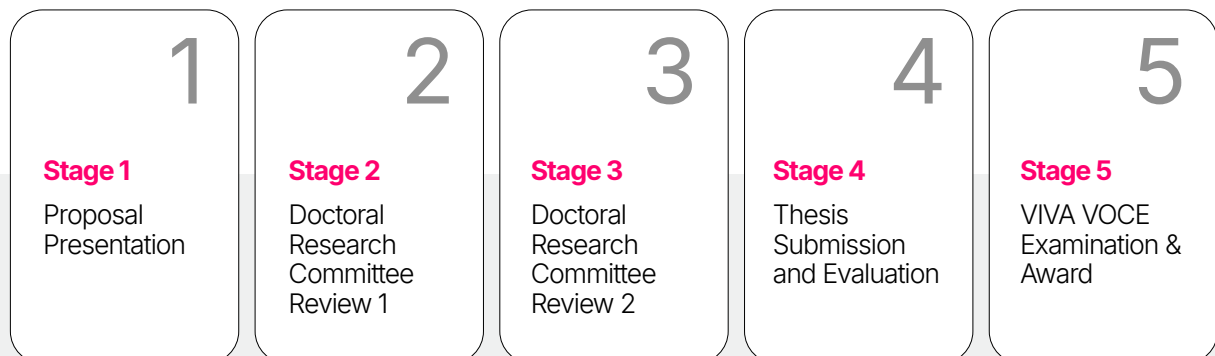 1
Stage 1
Proposal
Presentation
2
Stage 2
Doctoral
Research
Committee
Review 1
3
Stage 3
Doctoral
Research
Committee
Review 2
4
Stage 4
Thesis
Submission
and Evaluation
5
Stage 5
VIVA VOCE
Examination &
Award